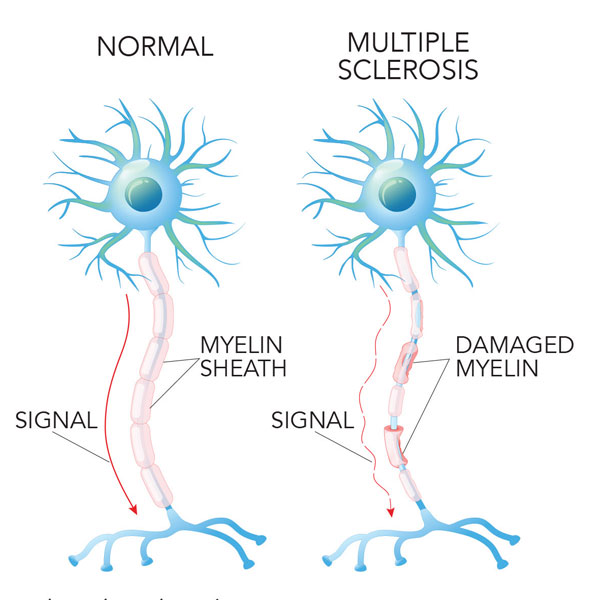 NORMAL
MULTIPLE
SCLEROSIS
MYELIN
SHEATH
SIGNAL
DAMAGED
MYELIN
SIGNAL